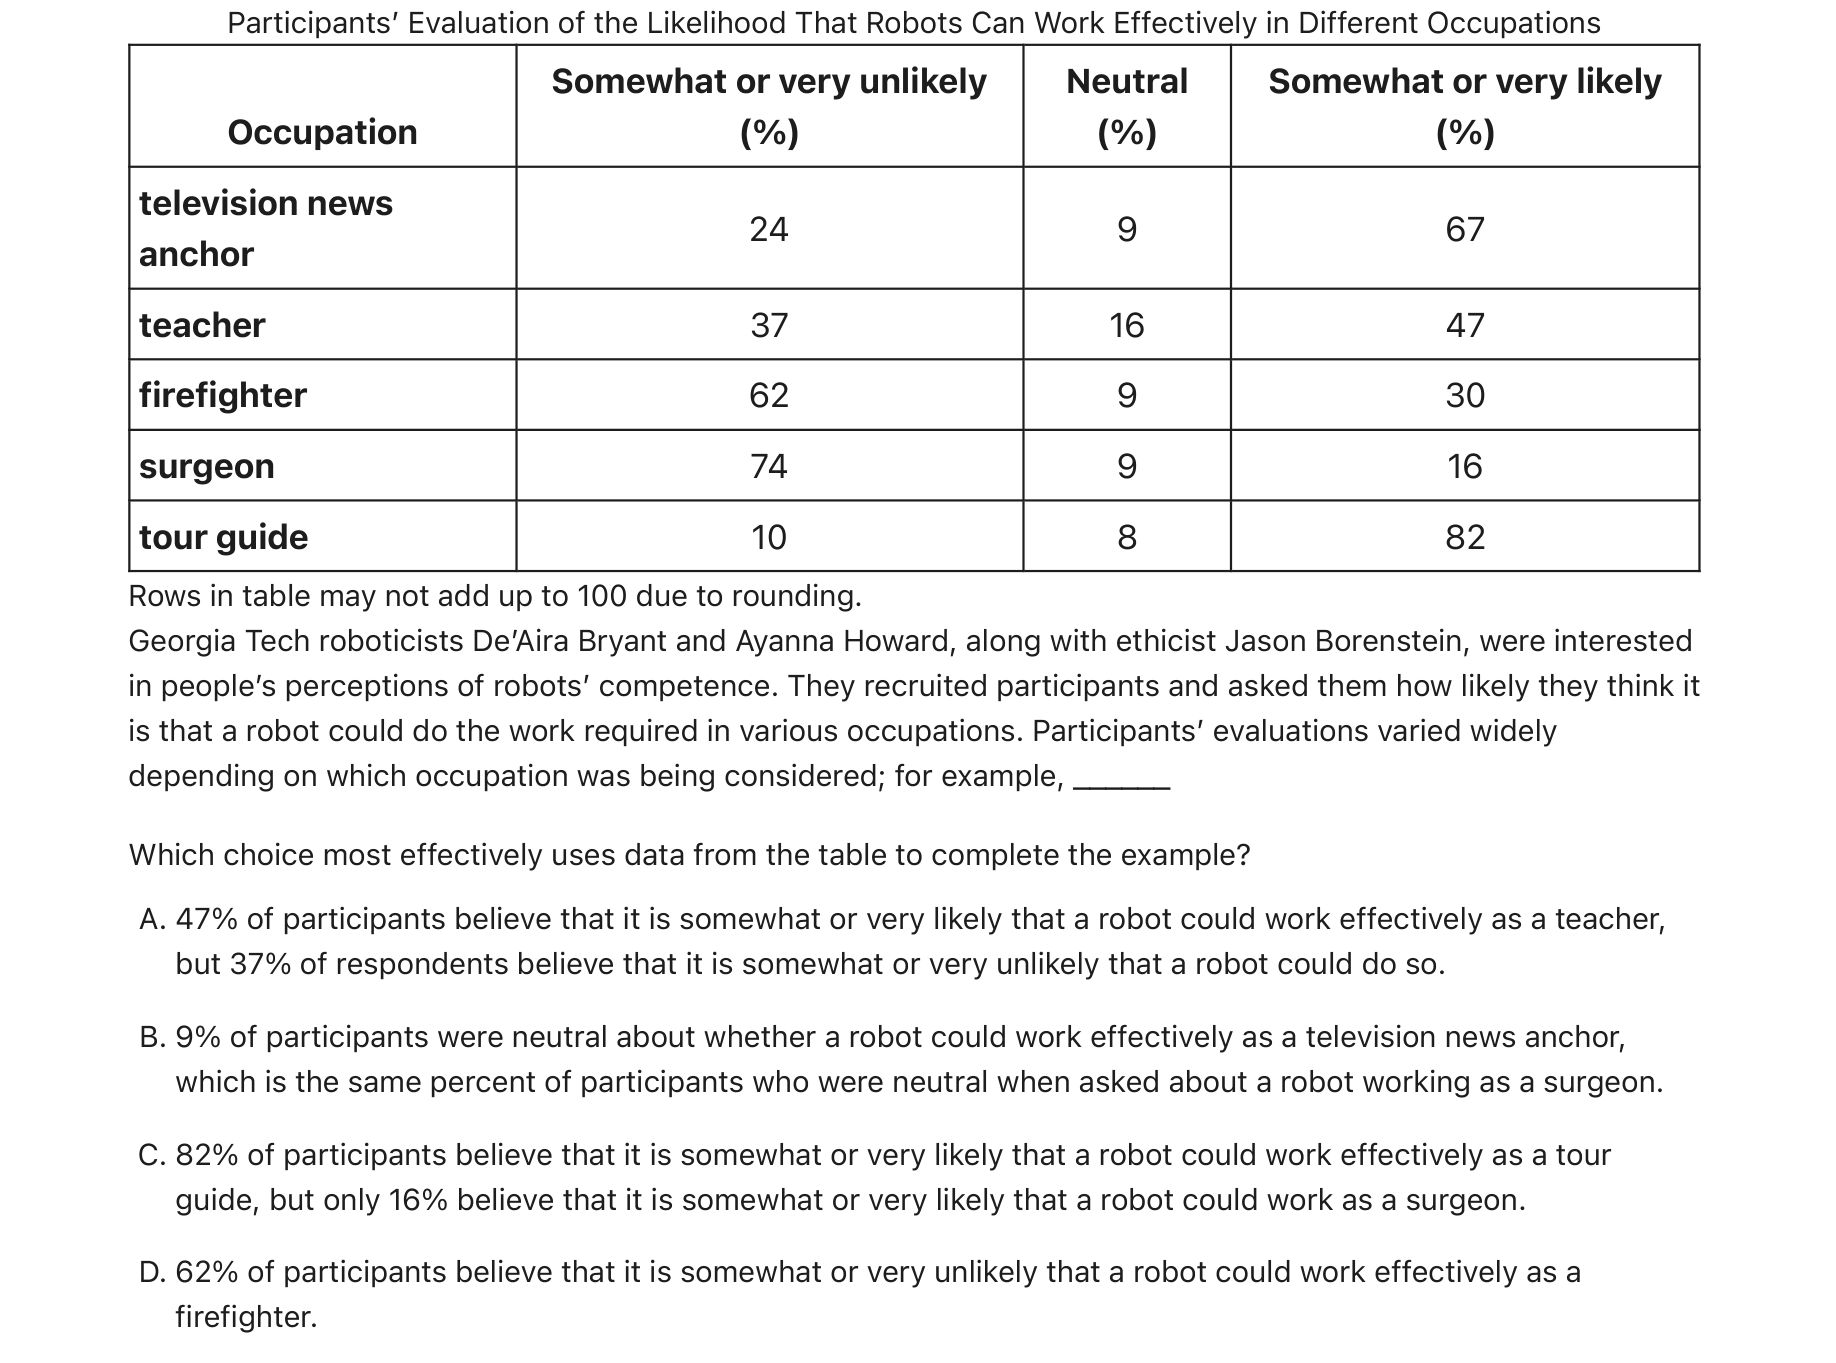 Participants’ Evaluation of the Likelihood That Robots Can Work Effectively in Different Occupations
Occupation
Somewhat or very unlikely
(%)
Neutral
(%)
Somewhat or very likely
(%)
television news
anchor
24
9
67
teacher
37
16
47
firefighter
62
9
30
surgeon
74
9
16
tour guide
10
8
82
Rows in table may not add up to 100 due to rounding.
Georgia Tech roboticists De’Aira Bryant and Ayanna Howard, along with ethicist Jason Borenstein, were interested
in people’s perceptions of robots’ competence. They recruited participants and asked them how likely they think it
is that a robot could do the work required in various occupations. Participants’ evaluations varied widely
depending on which occupation was being considered; for example, ______
Which choice most effectively uses data from the table to complete the example?
A. 47% of participants believe that it is somewhat or very likely that a robot could work effectively as a teacher,
but 37% of respondents believe that it is somewhat or very unlikely that a robot could do so.
B. 9% of participants were neutral about whether a robot could work effectively as a television news anchor,
which is the same percent of participants who were neutral when asked about a robot working as a surgeon.
C. 82% of participants believe that it is somewhat or very likely that a robot could work effectively as a tour
guide, but only 16% believe that it is somewhat or very likely that a robot could work as a surgeon.
D. 62% of participants believe that it is somewhat or very unlikely that a robot could work effectively as a
firefighter.